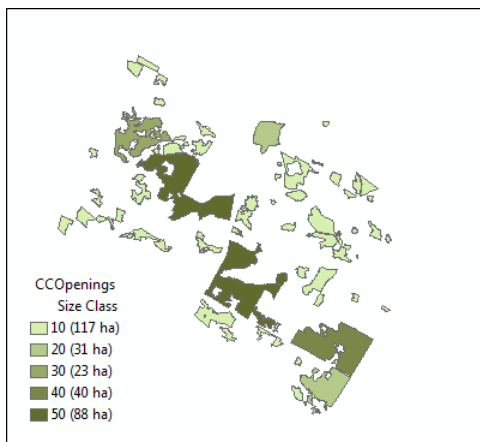 CCOpenings
Size Class
10 (117 ha)
20 (31 ha)
30 (23 ha)
40 (40 ha)
50 (88 ha)